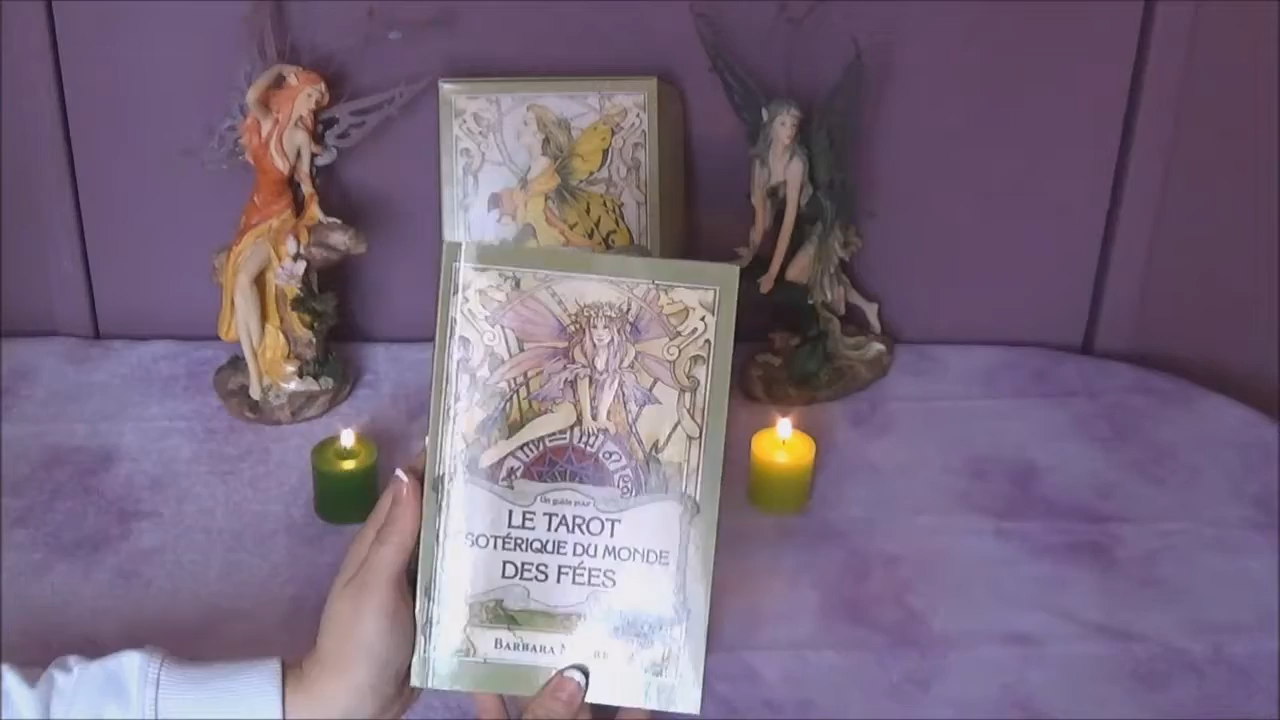 Un guide pour
LE TAROT
SOTÉRIQUE DU MONDE
DES FÉES
BARBARA